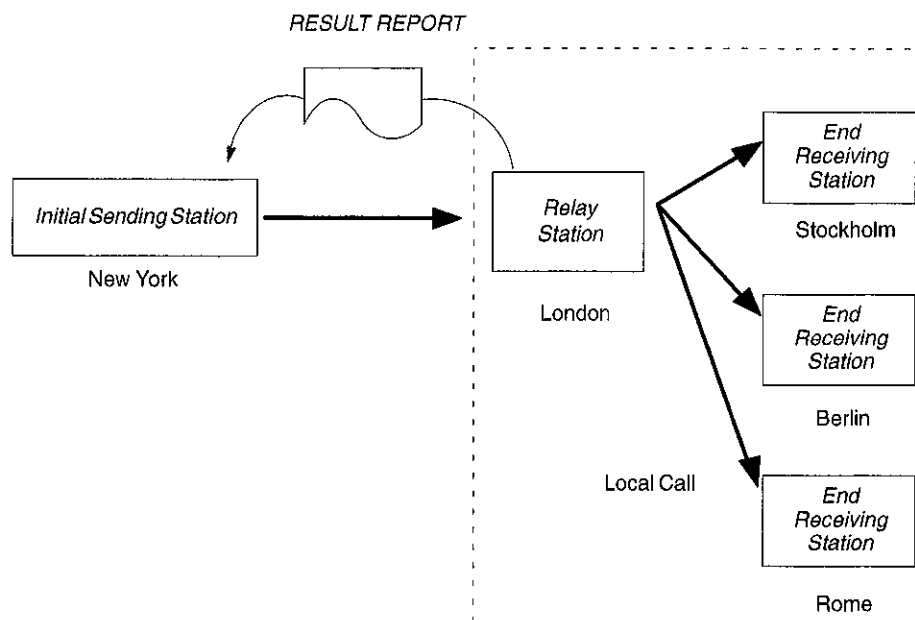 RESULT REPORT
Initial Sending Station
New York
Relay
Station
London
End
Receiving
Station
Stockholm
End
Receiving
Station
Berlin
Local Call
End
Receiving
Station
Rome